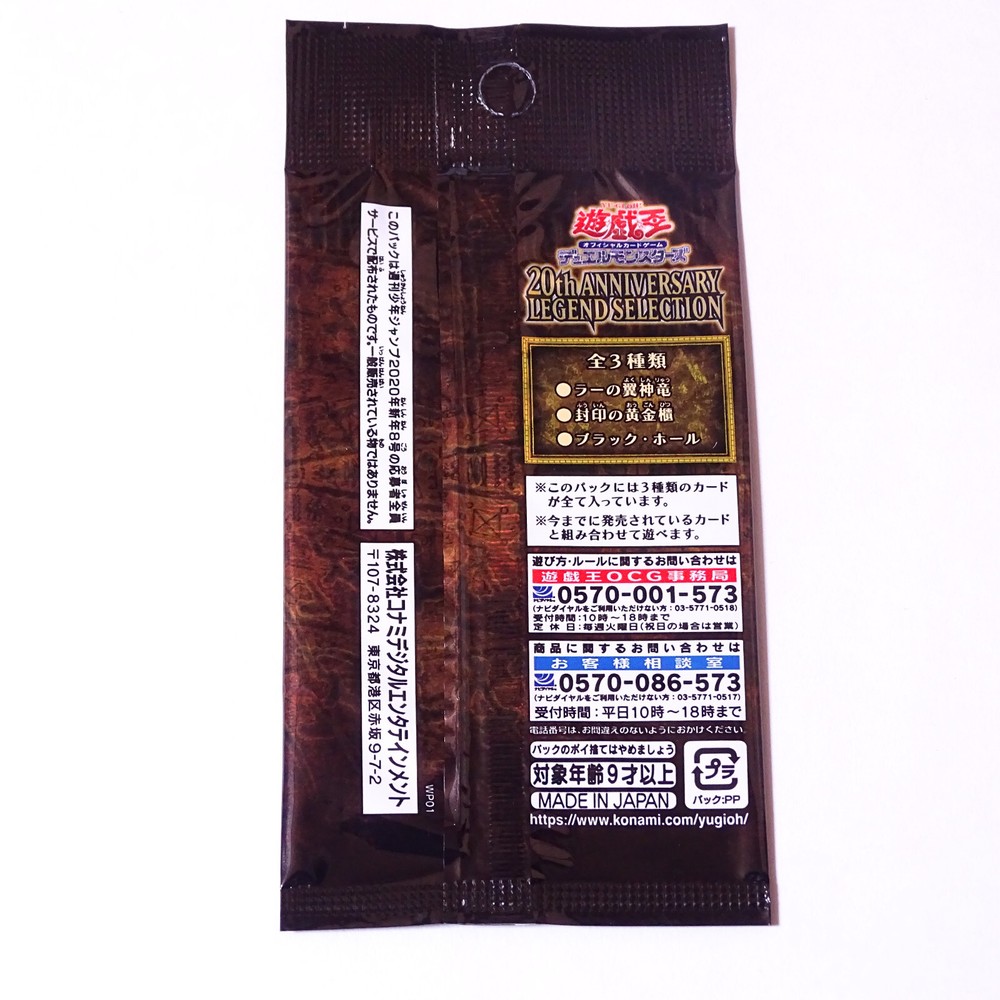 遊戯王
オフィシャルカードゲーム
デュエルモンスターズ
20th ANNIVERSARY
LEGEND SELECTION
全3種類
●ラーの翼神竜
●封印の黄金櫃
●ブラック・ホール
※このパックには3種類のカード
が全て入っています。
※今までに発売されているカード
と組み合わせて遊べます。
遊び方・ルールに関するお問い合わせは
遊戯王OCG事務局
0570-001-573
(ナビダイヤルをご利用いただけない方：03-5771-0518)
受付時間：10時～18時まで
定休日：毎週火曜日(祝日の場合は営業)
商品に関するお問い合わせは
お客様相談室
0570-086-573
(ナビダイヤルをご利用いただけない方：03-5771-0517)
受付時間：平日10時～18時まで
電話番号は、お間違えのないようにおかけください。
パックのポイ捨てはやめましょう
対象年齢9才以上
MADE IN JAPAN
プラ
パック:PP
https://www.konami.com/yugioh/
このパックは週刊少年ジャンプ2020年新年8号の応募者全員
サービスで配布されたものです。一般販売されている物ではありません。
株式会社コナミデジタルエンタテインメント
〒107-8324 東京都港区赤坂9-7-2
WP01